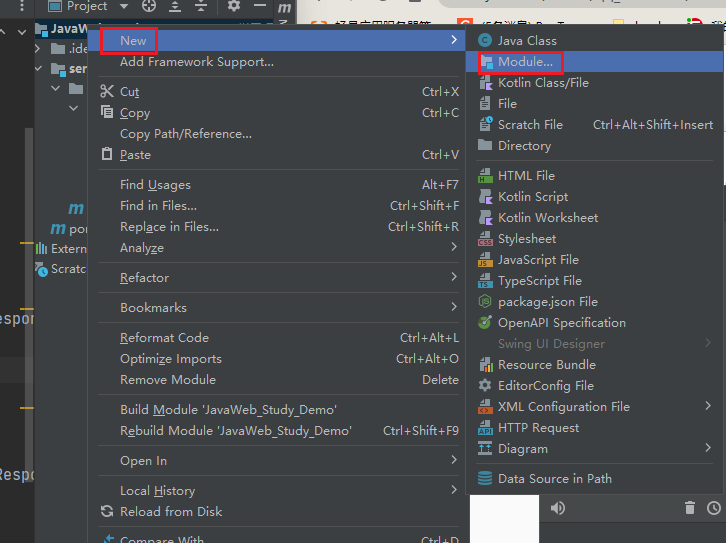 Project
JavaWeb
New
Add Framework Support...
Cut Ctrl+X
Copy Ctrl+C
Copy Path/Reference...
Paste Ctrl+V
Find Usages Alt+F7
Find in Files... Ctrl+Shift+F
Replace in Files... Ctrl+Shift+R
Analyze
Refactor
Bookmarks
Reformat Code Ctrl+Alt+L
Optimize Imports Ctrl+Alt+O
Remove Module Delete
Build Module 'JavaWeb_Study_Demo'
Rebuild Module 'JavaWeb_Study_Demo' Ctrl+Shift+F9
Open In
Local History
Reload from Disk
Compare With Ctrl+D
Java Class
Module...
Kotlin Class/File
File
Scratch File Ctrl+Alt+Shift+Insert
Directory
HTML File
Kotlin Script
Kotlin Worksheet
Stylesheet
JavaScript File
TypeScript File
package.json File
OpenAPI Specification
Swing UI Designer
Resource Bundle
EditorConfig File
XML Configuration File
HTTP Request
Diagram
Data Source in Path
.ide
ser
m
m por
Extern
Scratc
espor
Respo